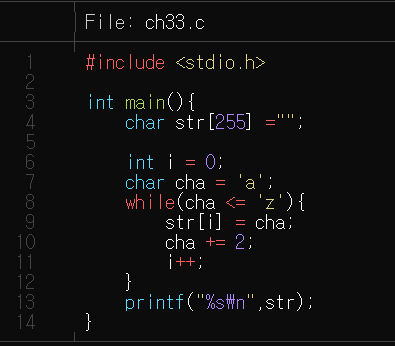 File: ch33.c
1 #include <stdio.h>
2
3 int main(){
4     char str[255] ="";
5
6     int i = 0;
7     char cha = 'a';
8     while(cha <= 'z'){
9         str[i] = cha;
10         cha += 2;
11         i++;
12     }
13     printf("%s₩n",str);
14 }